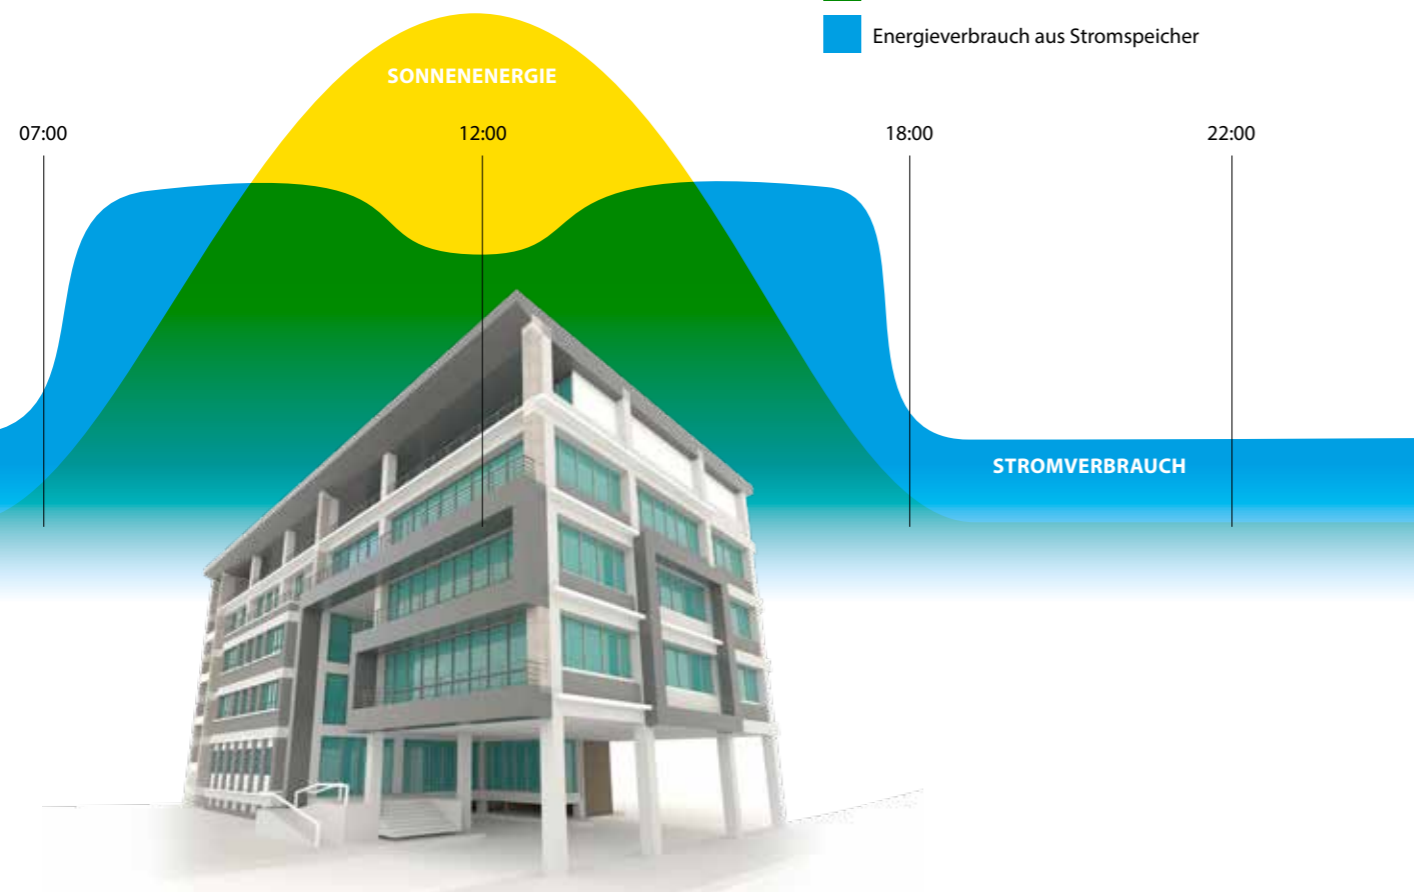 Energieverbrauch aus Stromspeicher
SONNENENERGIE
07:00
12:00
18:00
22:00
STROMVERBRAUCH